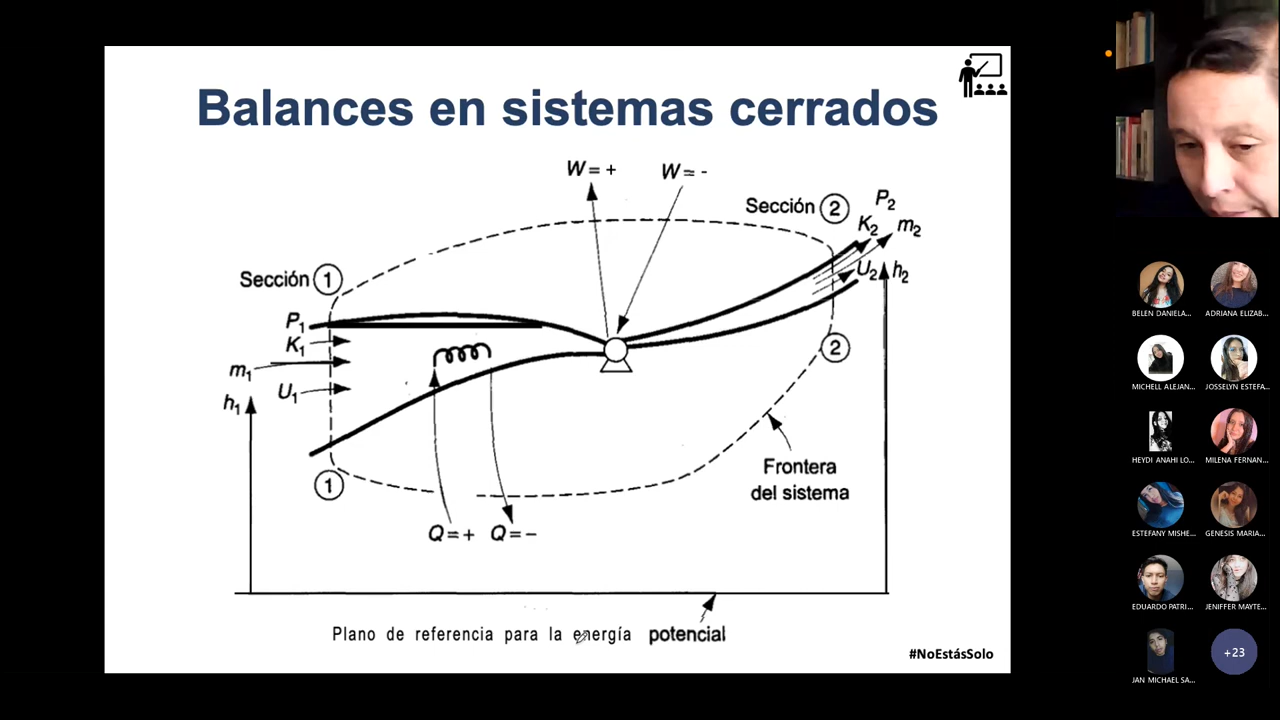 Balances en sistemas cerrados
W = +
W = -
Sección 2
P2
K2
m2
U2
h2
Sección 1
P1
K1
m1
U1
h1
2
1
Frontera
del sistema
Q = +
Q = -
Plano de referencia para la energía potencial
#NoEstásSolo
BELEN DANIELA...
ADRIANA ELIZAB...
MICHELL ALEJAN...
JOSSELYN ESTEFA...
HEYDI ANAHI LO...
MILENA FERNAN...
ESTEFANY MISHE...
GENESIS MARIA...
EDUARDO PATRI...
JENIFFER MAYTE...
JAN MICHAEL SA...
+23